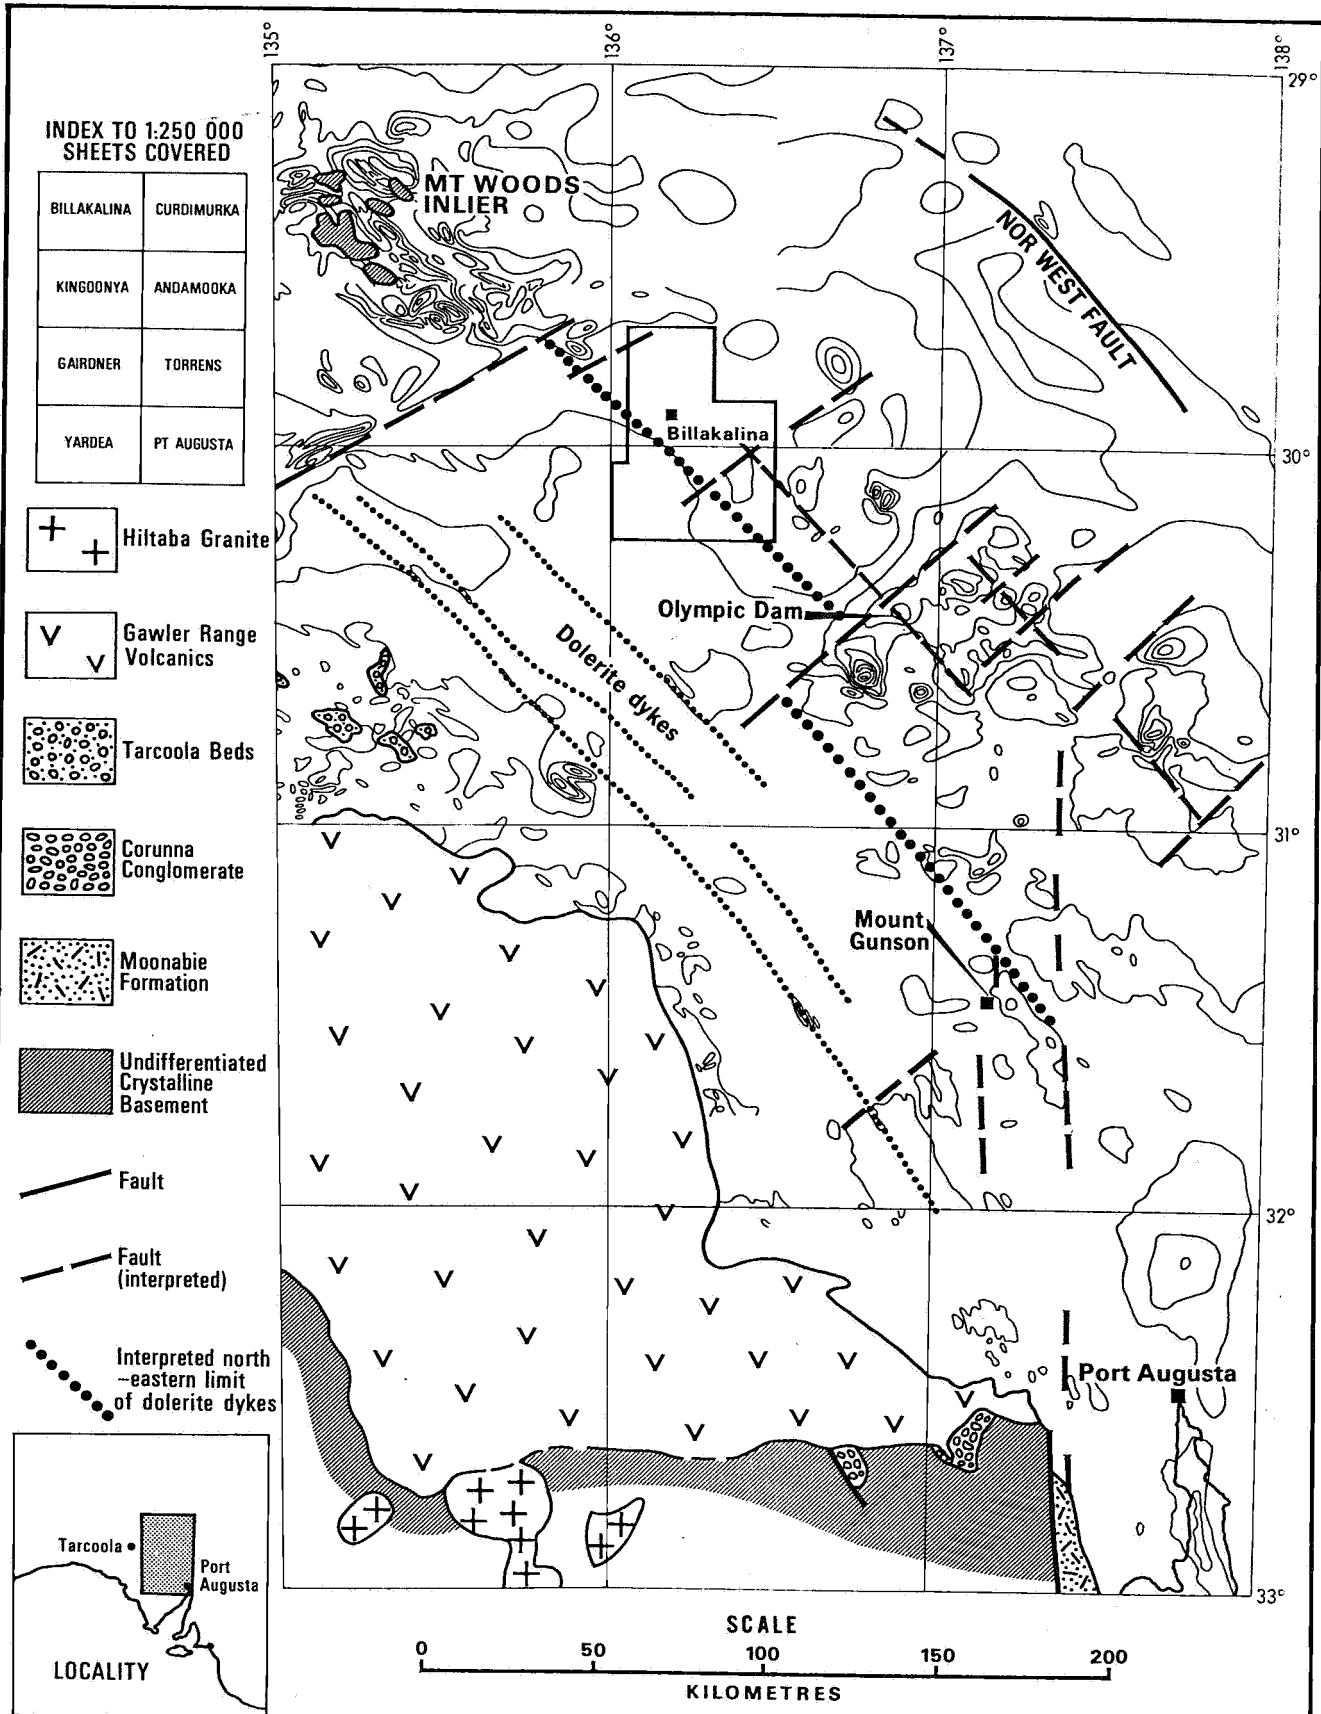 135°
136°
137°
138°
29°
INDEX TO 1:250 000
SHEETS COVERED
BILLAKALINA
CURDIMURKA
KINGOONYA
ANDAMOOKA
GAIRDNER
TORRENS
YARDEA
PT AUGUSTA
MT WOODS
INLIER
NOR WEST FAULT
Billakalina
30°
Hiltaba Granite
Gawler Range
Volcanics
Olympic Dam
Dolerite dykes
Tarcoola Beds
31°
Corunna
Conglomerate
Mount
Gunson
Moonabie
Formation
Undifferentiated
Crystalline
Basement
Fault
32°
Fault
(interpreted)
Interpreted north
-eastern limit
of dolerite dykes
Port Augusta
Tarcoola
Port
Augusta
LOCALITY
33°
SCALE
0 50 100 150 200
KILOMETRES